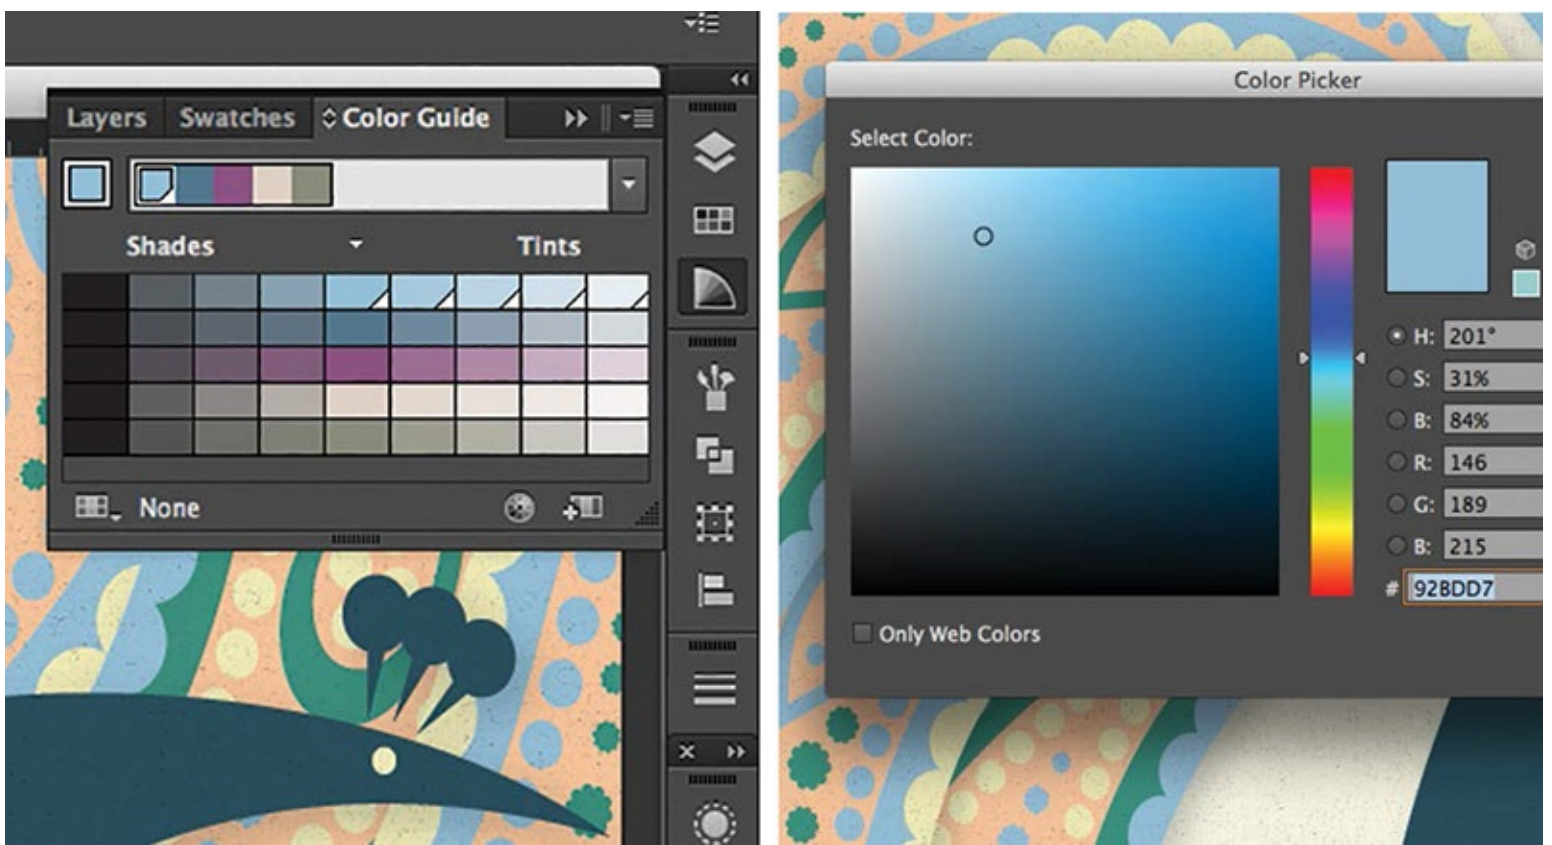 Layers Swatches Color Guide
Shades Tints
None
Color Picker
Select Color:
H: 201°
S: 31%
B: 84%
R: 146
G: 189
B: 215
# 92BDD7
Only Web Colors